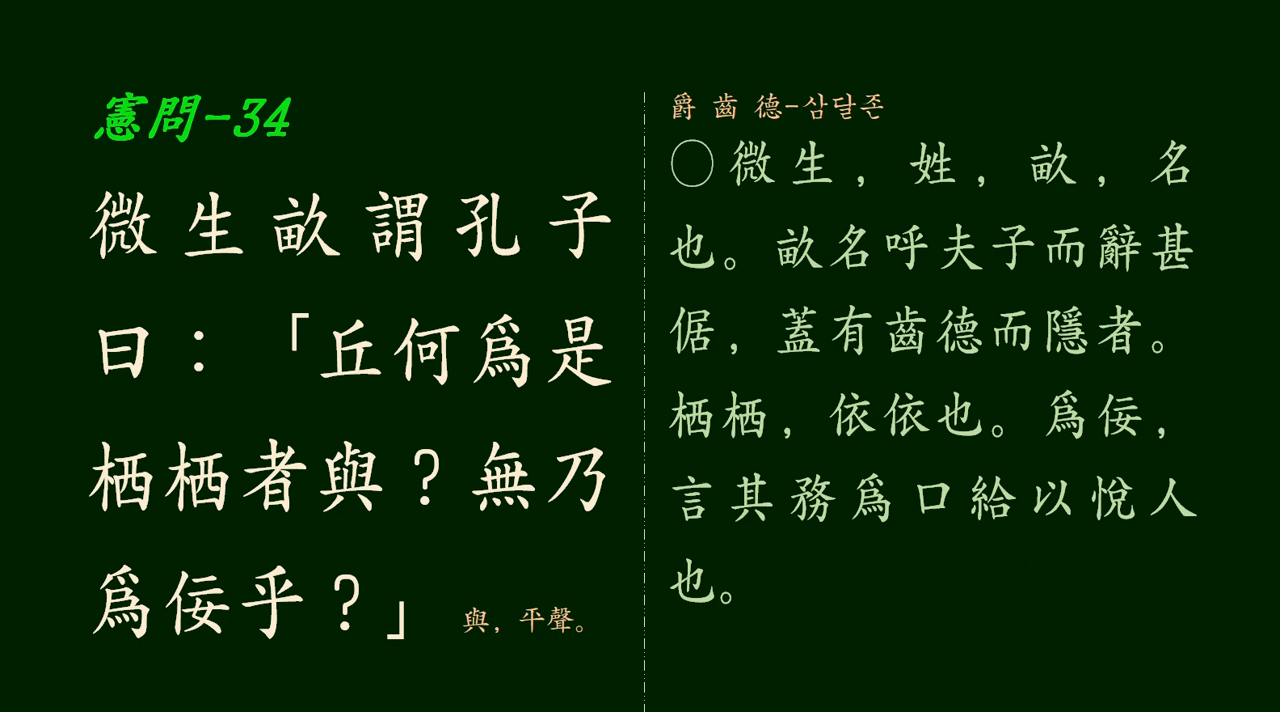 憲問-34
微生畝謂孔子
曰：「丘何爲是
栖栖者與？無乃
爲佞乎？」 與, 平聲。
爵 齒 德-삼달존
○微生, 姓, 畝, 名
也。畝名呼夫子而辭甚
倨, 蓋有齒德而隱者。
栖栖, 依依也。爲佞,
言其務爲口給以悅人
也。